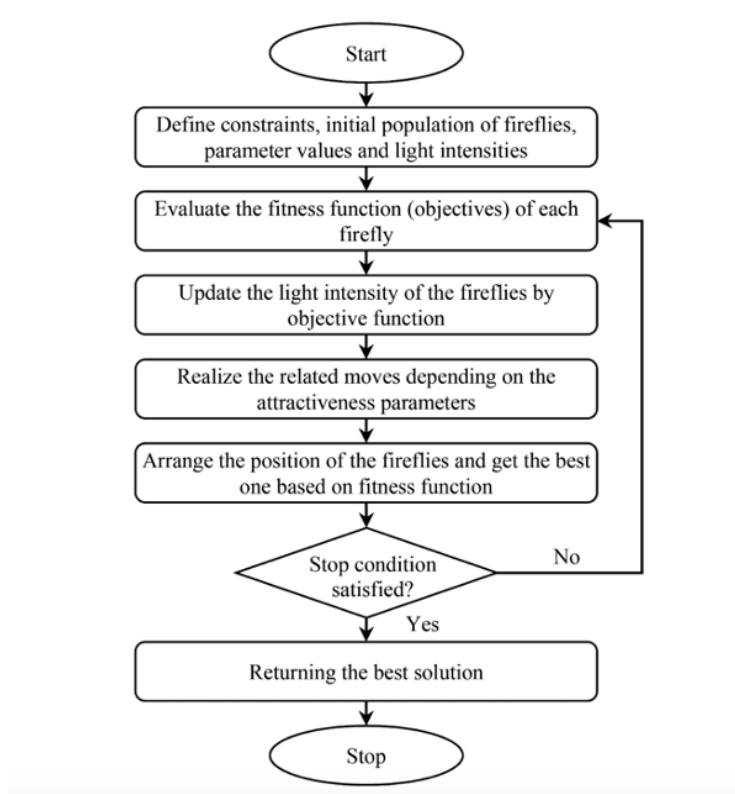 Start
Define constraints, initial population of fireflies,
parameter values and light intensities
Evaluate the fitness function (objectives) of each
firefly
Update the light intensity of the fireflies by
objective function
Realize the related moves depending on the
attractiveness parameters
Arrange the position of the fireflies and get the best
one based on fitness function
Stop condition
satisfied?
No
Yes
Returning the best solution
Stop